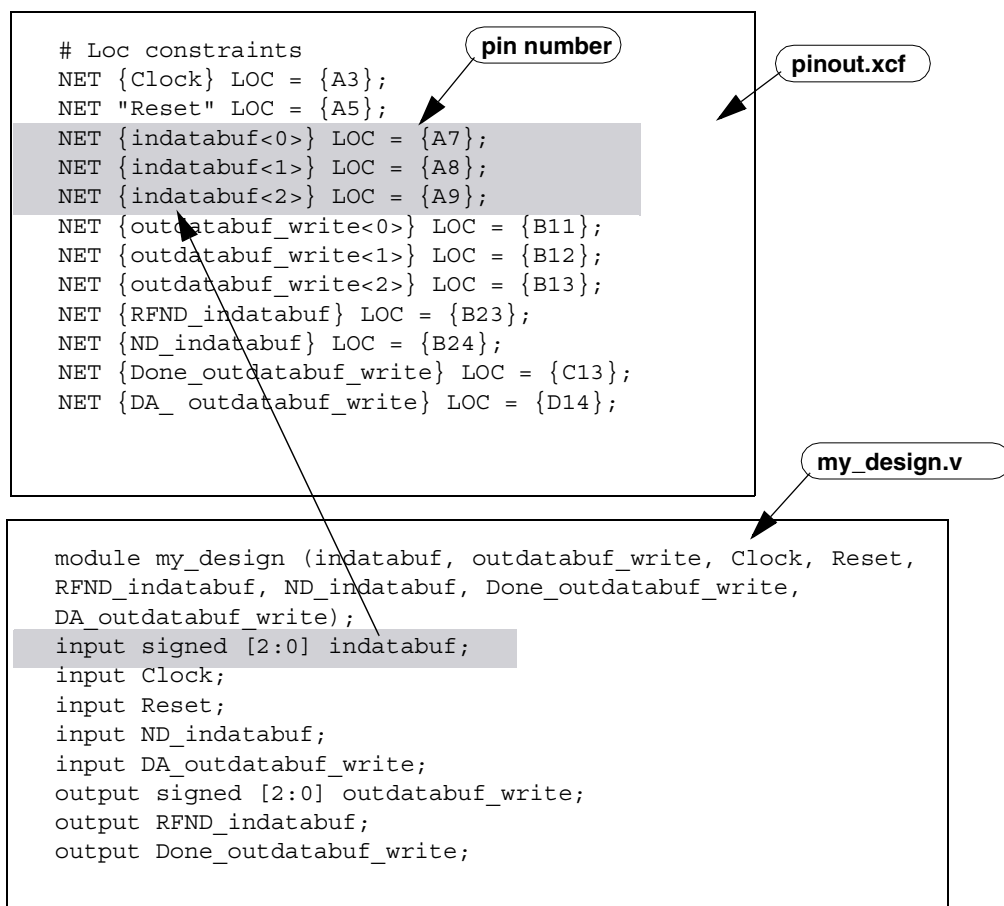 pin number
pinout.xcf
# Loc constraints
NET {Clock} LOC = {A3};
NET "Reset" LOC = {A5};
NET {indatabuf<0>} LOC = {A7};
NET {indatabuf<1>} LOC = {A8};
NET {indatabuf<2>} LOC = {A9};
NET {outdatabuf_write<0>} LOC = {B11};
NET {outdatabuf_write<1>} LOC = {B12};
NET {outdatabuf_write<2>} LOC = {B13};
NET {RFND_indatabuf} LOC = {B23};
NET {ND_indatabuf} LOC = {B24};
NET {Done_outdatabuf_write} LOC = {C13};
NET {DA_ outdatabuf_write} LOC = {D14};
my_design.v
module my_design (indatabuf, outdatabuf_write, Clock, Reset,
RFND_indatabuf, ND_indatabuf, Done_outdatabuf_write,
DA_outdatabuf_write);
input signed [2:0] indatabuf;
input Clock;
input Reset;
input ND_indatabuf;
input DA_outdatabuf_write;
output signed [2:0] outdatabuf_write;
output RFND_indatabuf;
output Done_outdatabuf_write;